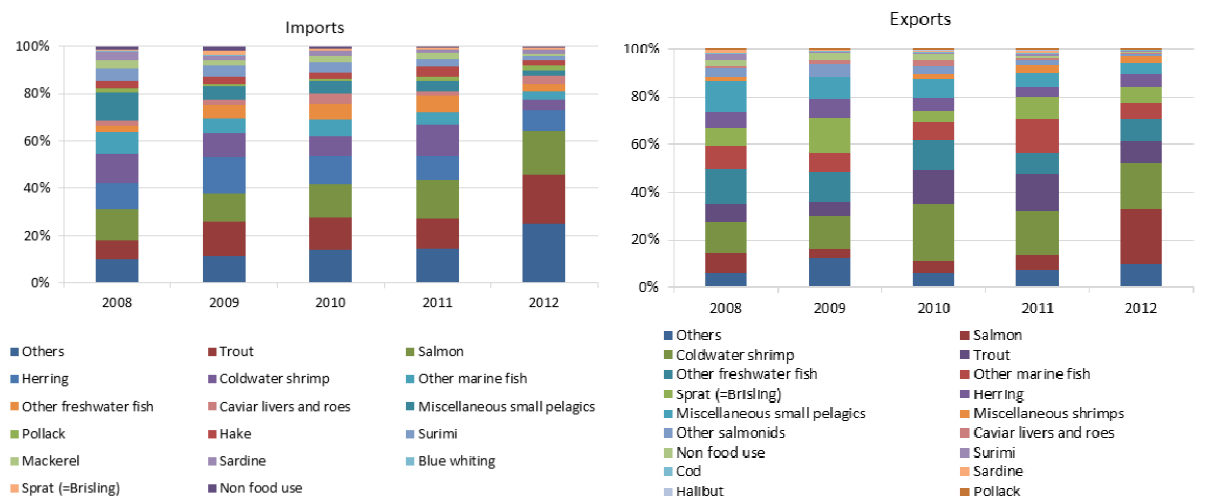 Imports
100%
80%
60%
40%
20%
0%
2008 2009 2010 2011 2012
Others Trout Salmon
Herring Coldwater shrimp Other marine fish
Other freshwater fish Caviar livers and roes Miscellaneous small pelagics
Pollack Hake Surimi
Mackerel Sardine Blue whiting
Sprat (=Brisling) Non food use
Exports
100%
80%
60%
40%
20%
0%
2008 2009 2010 2011 2012
Others Salmon
Coldwater shrimp Trout
Other freshwater fish Other marine fish
Sprat (=Brisling) Herring
Miscellaneous small pelagics Miscellaneous shrimps
Other salmonids Caviar livers and roes
Non food use Surimi
Cod Sardine
Halibut Pollack